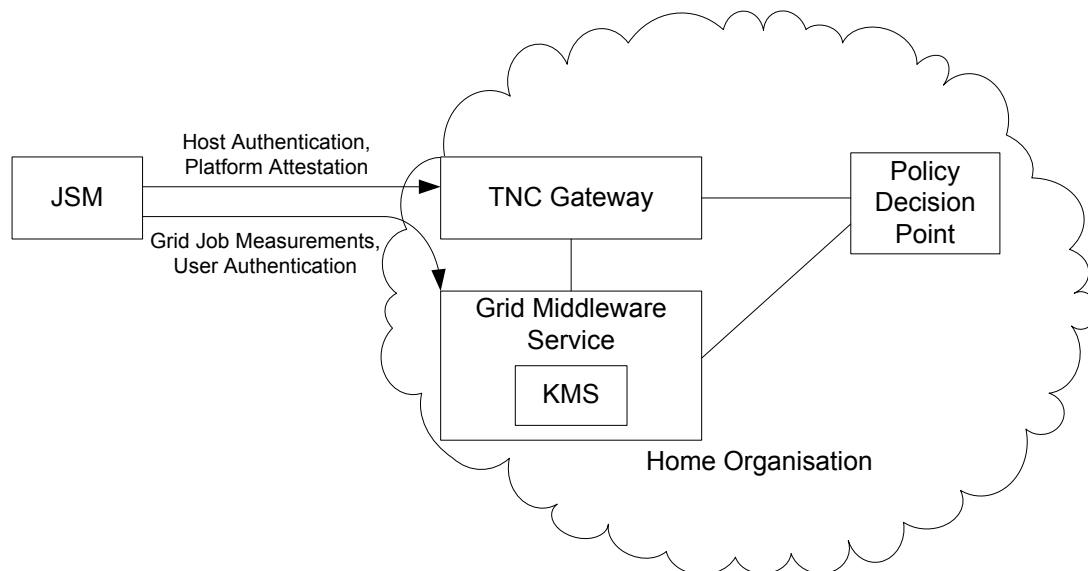 Host Authentication,
Platform Attestation
JSM
TNC Gateway
Policy
Decision
Point
Grid Job Measurements,
User Authentication
Grid Middleware
Service
KMS
Home Organisation